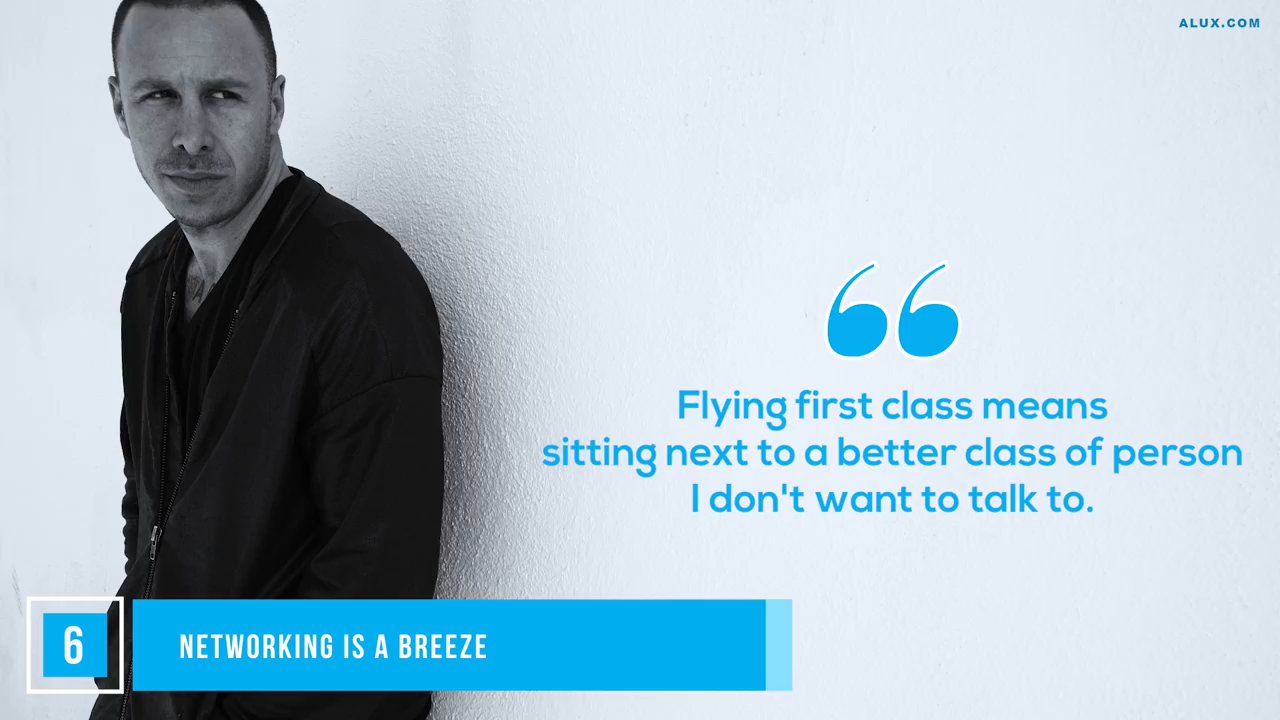 ALUX.COM
Flying first class means
sitting next to a better class of person
I don't want to talk to.
6
NETWORKING IS A BREEZE